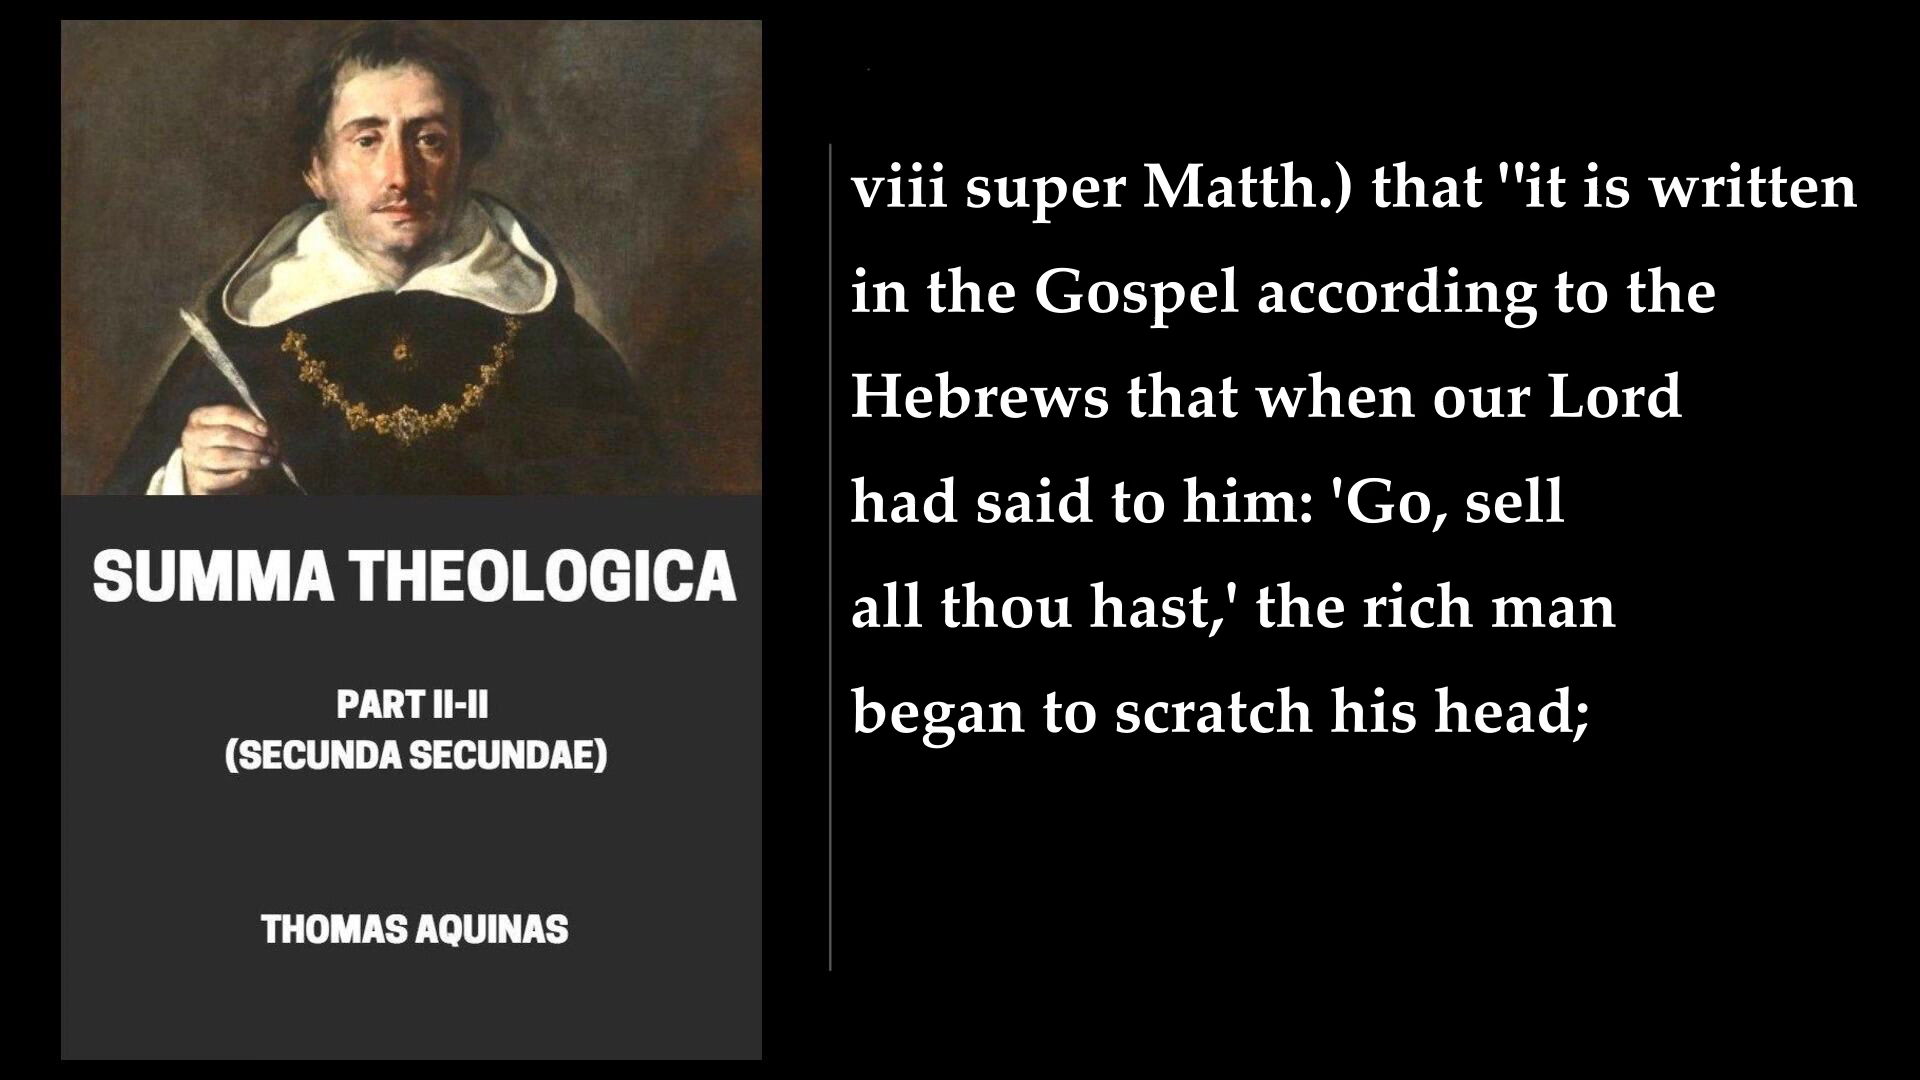 SUMMA THEOLOGICA
PART II-II
(SECUNDA SECUNDAE)
THOMAS AQUINAS
viii super Matth.) that "it is written
in the Gospel according to the
Hebrews that when our Lord
had said to him: 'Go, sell
all thou hast,' the rich man
began to scratch his head;